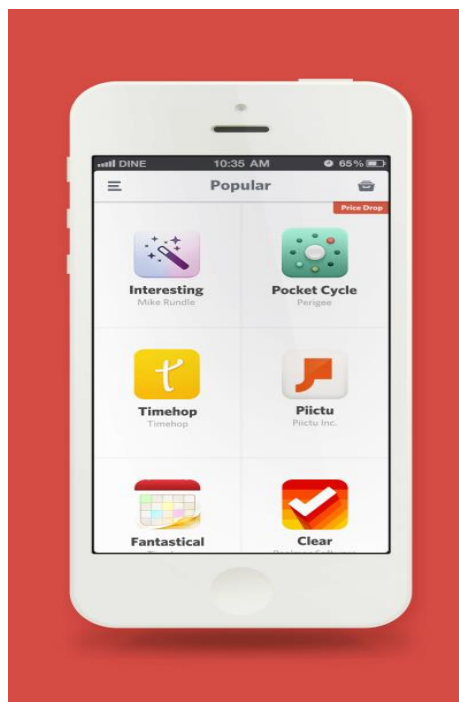 DINE 10:35 AM 65%
Popular
Price Drop
Interesting Pocket Cycle
Mike Rundle Perigee
t
Timehop Piictu
Timehop Piictu Inc.
Fantastical Clear